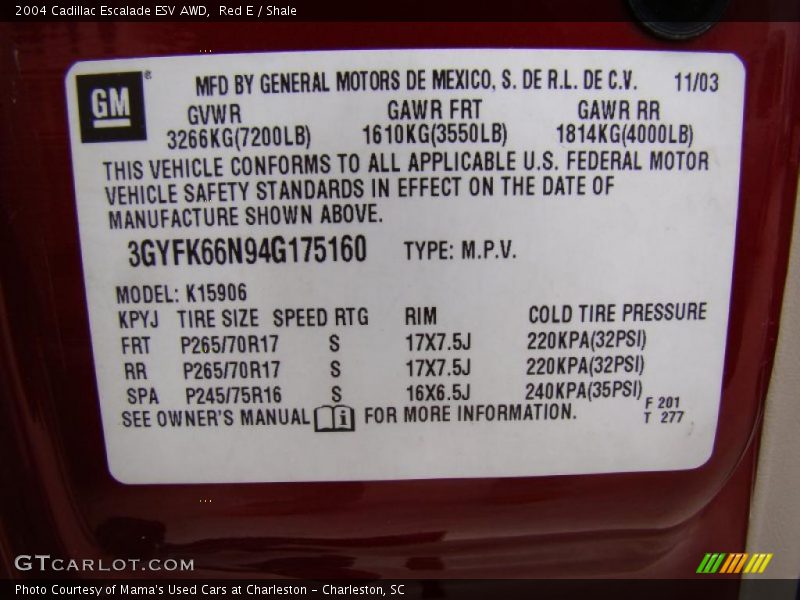 2004 Cadillac Escalade ESV AWD,  Red E / Shale
GM
®
MFD BY GENERAL MOTORS DE MEXICO, S. DE R.L. DE C.V. 11/03
GVWR GAWR FRT GAWR RR
3266KG(7200LB) 1610KG(3550LB) 1814KG(4000LB)
THIS VEHICLE CONFORMS TO ALL APPLICABLE U.S. FEDERAL MOTOR
VEHICLE SAFETY STANDARDS IN EFFECT ON THE DATE OF
MANUFACTURE SHOWN ABOVE.
3GYFK66N94G175160 TYPE: M.P.V.
MODEL: K15906
KPYJ TIRE SIZE SPEED RTG RIM COLD TIRE PRESSURE
FRT P265/70R17 S 17X7.5J 220KPA(32PSI)
RR P265/70R17 S 17X7.5J 220KPA(32PSI)
SPA P245/75R16 S 16X6.5J 240KPA(35PSI)
F 201
SEE OWNER'S MANUAL i FOR MORE INFORMATION.
T 277
GTCARLOT.COM
Photo Courtesy of Mama's Used Cars at Charleston - Charleston, SC